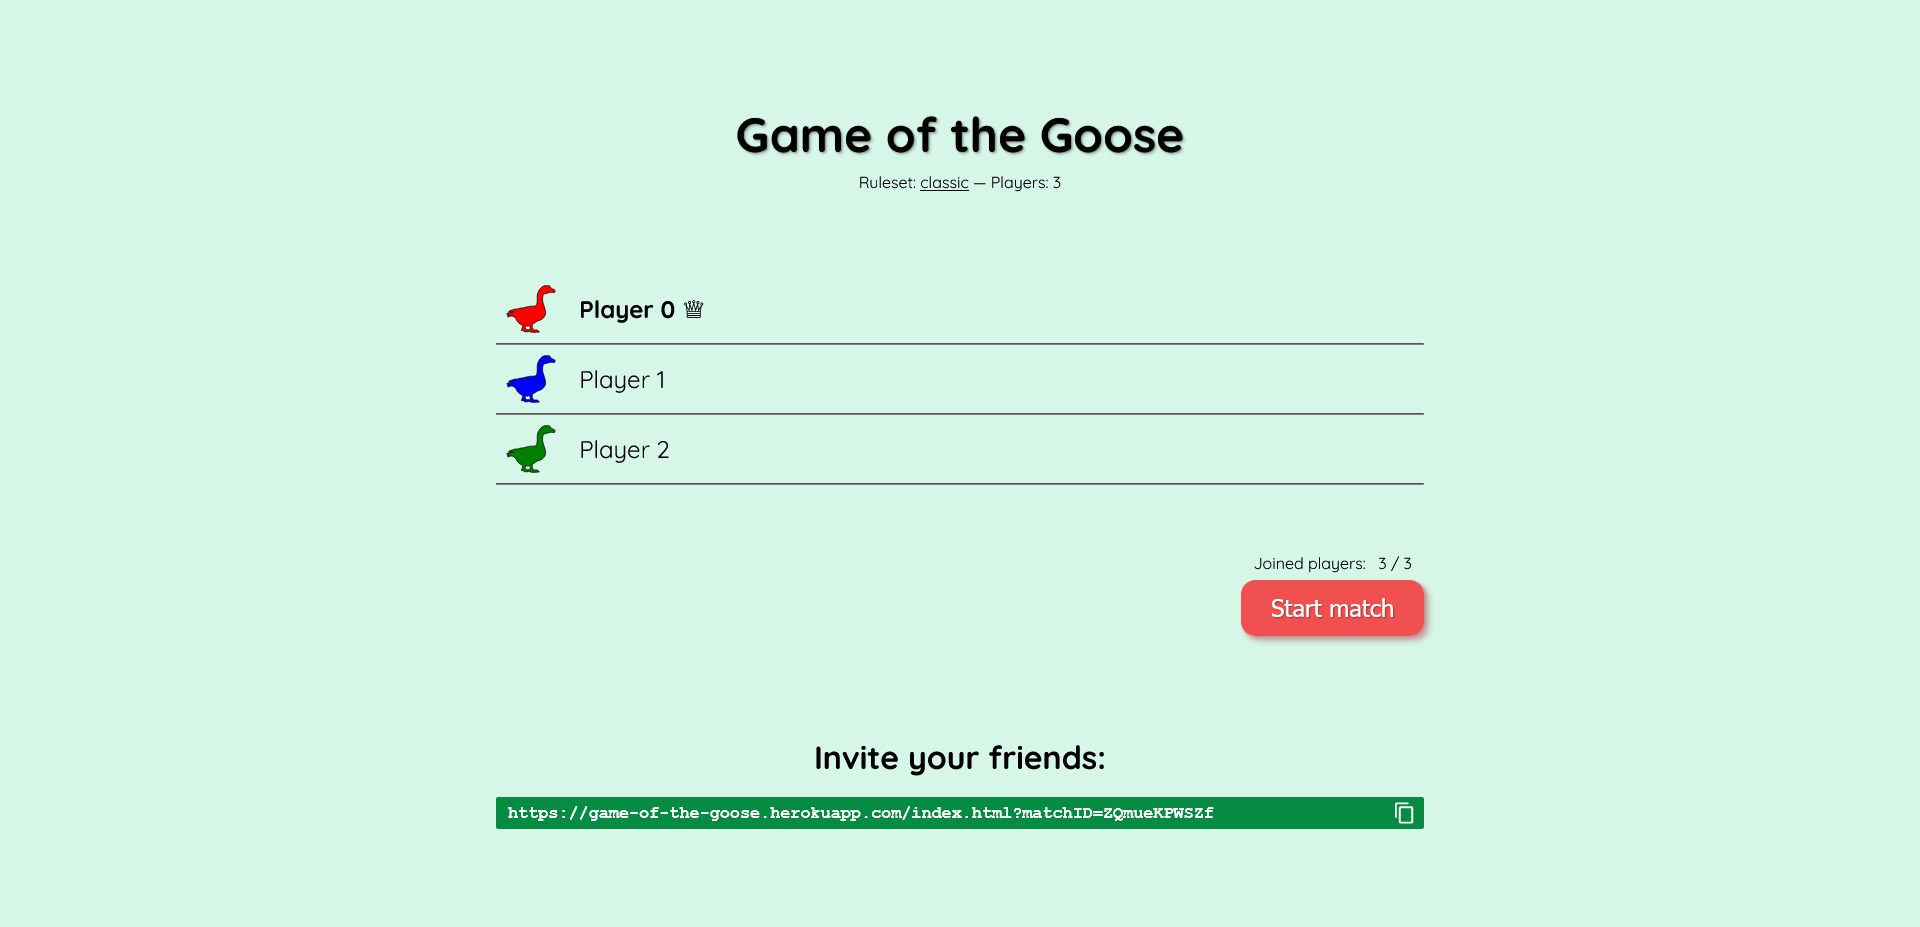 Game of the Goose
Ruleset: classic — Players: 3
Player 0 ♕
Player 1
Player 2
Joined players: 3 / 3
Start match
Invite your friends:
https://game-of-the-goose.herokuapp.com/index.html?matchID=ZQmueKPWSZf